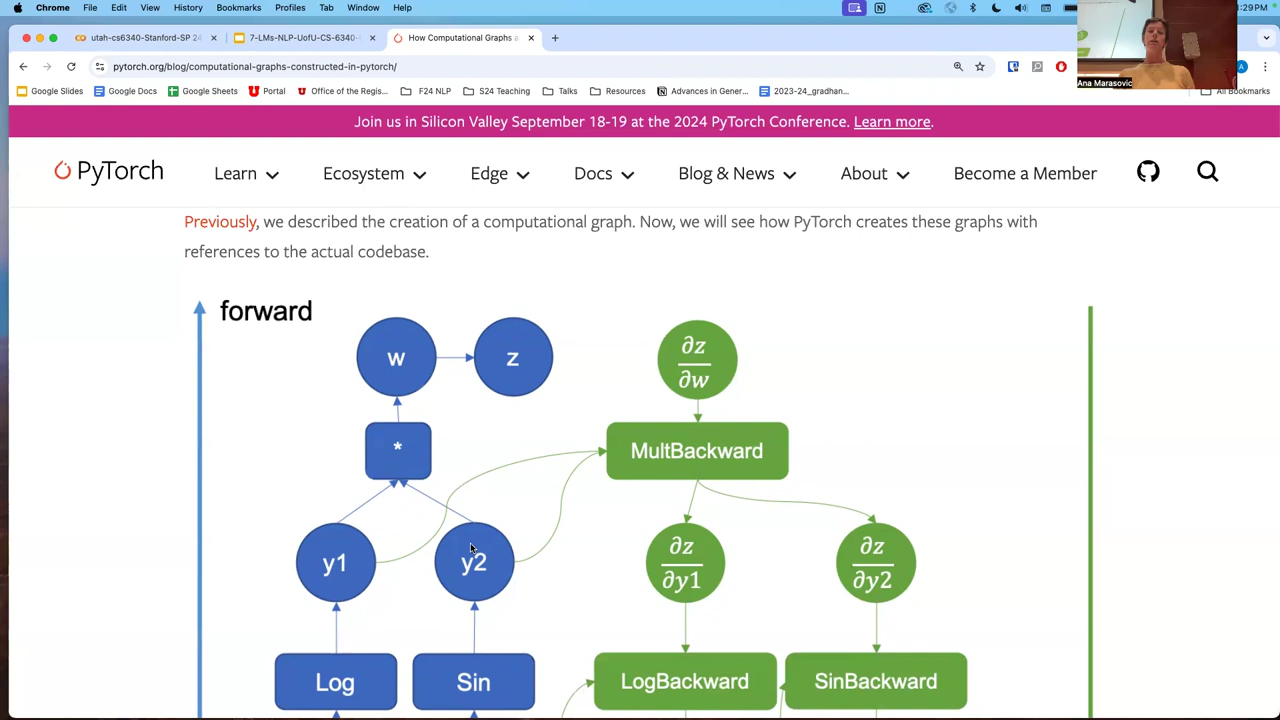 Chrome File Edit View History Bookmarks Profiles Tab Window Help
:29 PM
utah-cs6340-Stanford-SP 24
7-LMs-NLP-UofU-CS-6340-
How Computational Graphs a
pytorch.org/blog/computational-graphs-constructed-in-pytorch/
A
Ana Marasovic
Google Slides Google Docs Google Sheets Portal Office of the Regis... F24 NLP S24 Teaching Talks Resources Advances in Gener... 2023-24_gradhan... All Bookmarks
Join us in Silicon Valley September 18-19 at the 2024 PyTorch Conference. Learn more.
PyTorch Learn Ecosystem Edge Docs Blog & News About Become a Member
Previously, we described the creation of a computational graph. Now, we will see how PyTorch creates these graphs with
references to the actual codebase.
forward
w z ∂z/∂w
* MultBackward
y1 y2 ∂z/∂y1 ∂z/∂y2
Log Sin LogBackward SinBackward